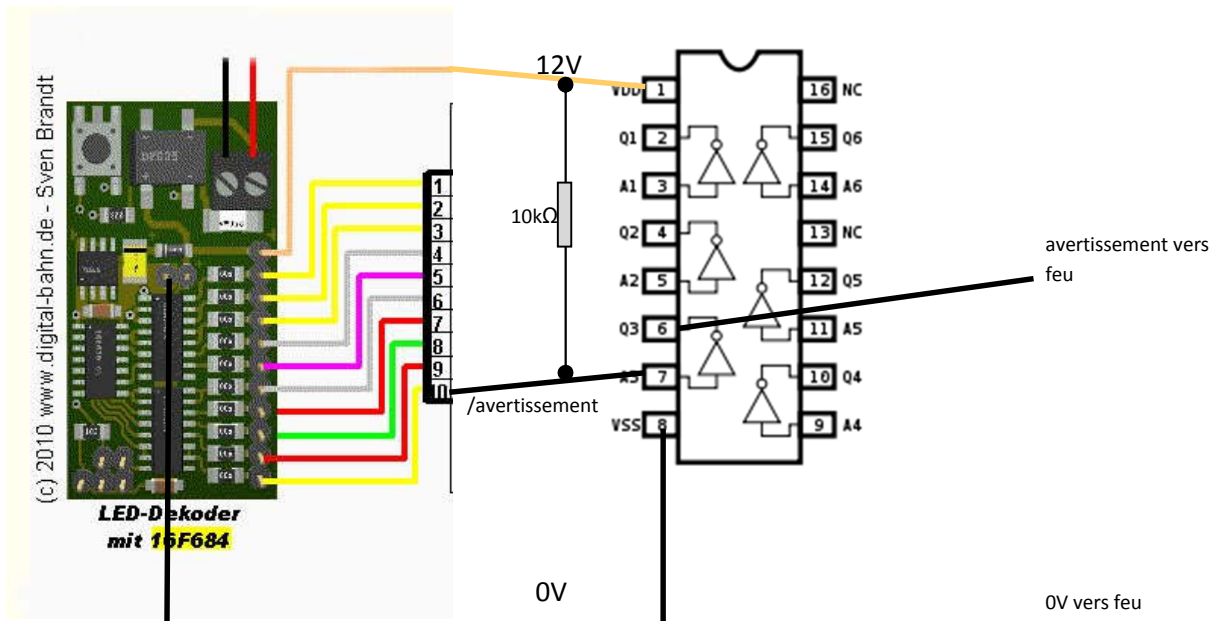 (c) 2010 www.digital-bahn.de - Sven Brandt
LED-Dekoder
mit 16F684
1
2
3
4
5
6
7
8
9
10
12V
10kΩ
/avertissement
0V
VDD 1
Q1 2
A1 3
Q2 4
A2 5
Q3 6
A3 7
VSS 8
16 NC
15 Q6
14 A6
13 NC
12 Q5
11 A5
10 Q4
9 A4
avertissement vers
feu
0V vers feu